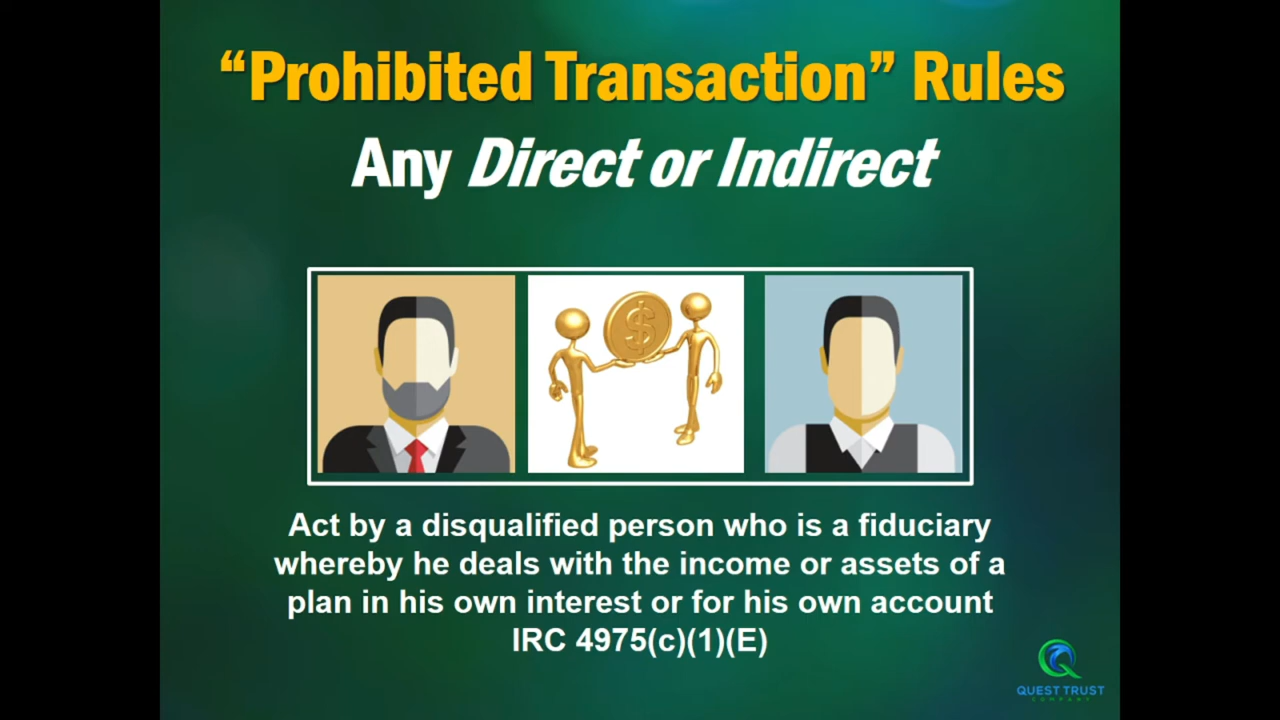 “Prohibited Transaction” Rules
Any Direct or Indirect
$
Act by a disqualified person who is a fiduciary
whereby he deals with the income or assets of a
plan in his own interest or for his own account
IRC 4975(c)(1)(E)
QUEST TRUST
COMPANY